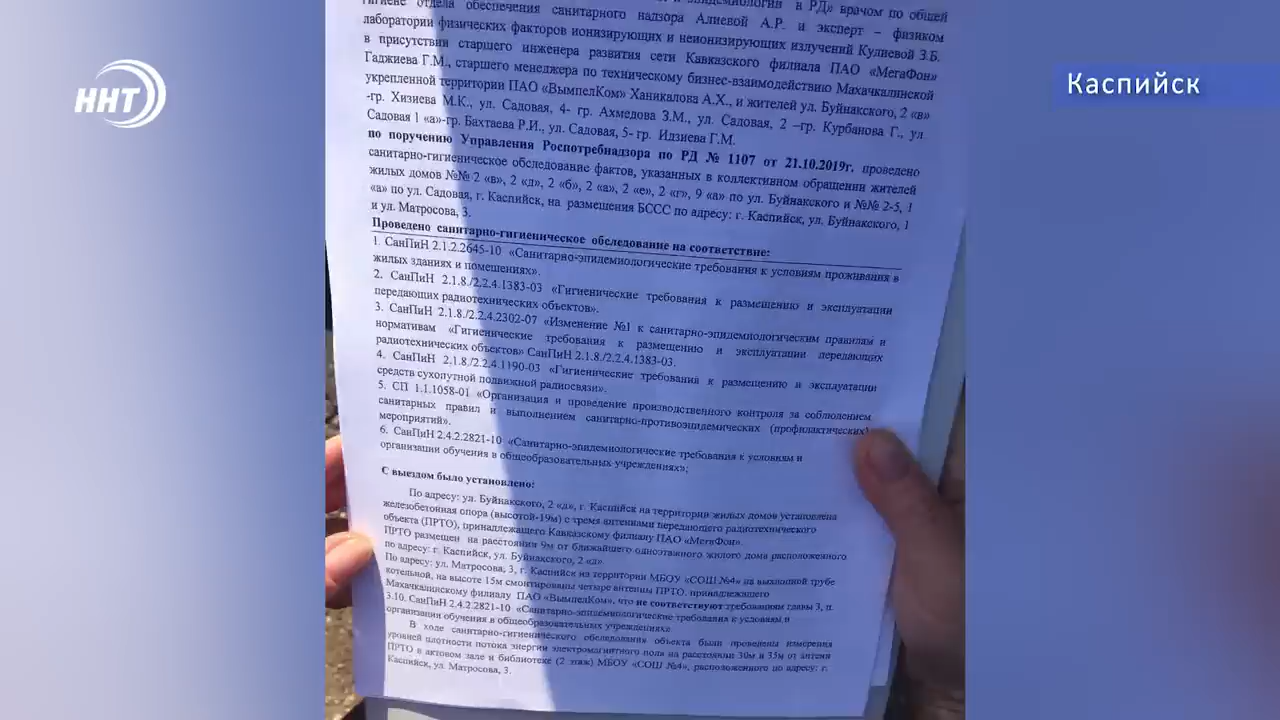 ННТ
Каспийск
и эпидемиологии в РД» врачом по общей
гигиене отдела обеспечения санитарного надзора Алиевой А.Р. и эксперт – физиком
лаборатории физических факторов ионизирующих и неионизирующих излучений Кулиевой З.Б.
в присутствии старшего инженера развития сети Кавказского филиала ПАО «МегаФон»
Гаджиева Г.М., старшего менеджера по техническому бизнес-взаимодействию Махачкалинской
укрепленной территории ПАО «ВымпелКом» Ханикалова А.Х., и жителей ул. Буйнакского, 2 «в»
-гр. Хизиева М.К., ул. Садовая, 4- гр. Ахмедова З.М., ул. Садовая, 2 –гр. Курбанова Г., ул.
Садовая 1 «а»-гр. Бахтаева Р.И., ул. Садовая, 5- гр. Идзиева Г.М.
по поручению Управления Роспотребнадзора по РД № 1107 от 21.10.2019г. проведено
санитарно-гигиеническое обследование фактов, указанных в коллективном обращении жителей
жилых домов №№ 2 «в», 2 «д», 2 «б», 2 «а», 2 «е», 2 «г», 9 «а» по ул. Буйнакского и №№ 2-5, 1
«а» по ул. Садовая, г. Каспийск, на размещения БССС по адресу: г. Каспийск, ул. Буйнакского, 1
и ул. Матросова, 3.
Проведено санитарно-гигиеническое обследование на соответствие:
1. СанПиН 2.1.2.2645-10 «Санитарно-эпидемиологические требования к условиям проживания в
жилых зданиях и помещениях».
2. СанПиН 2.1.8./2.2.4.1383-03 «Гигиенические требования к размещению и эксплуатации
передающих радиотехнических объектов».
3. СанПиН 2.1.8./2.2.4.2302-07 «Изменение №1 к санитарно-эпидемиологическим правилам и
нормативам «Гигиенические требования к размещению и эксплуатации передающих
радиотехнических объектов» СанПиН 2.1.8./2.2.4.1383-03.
4. СанПиН 2.1.8./2.2.4.1190-03 «Гигиенические требования к размещению и эксплуатации
средств сухопутной подвижной радиосвязи».
5. СП 1.1.1058-01 «Организация и проведение производственного контроля за соблюдением
санитарных правил и выполнением санитарно-противоэпидемических (профилактических)
мероприятий».
6. СанПиН 2.4.2.2821-10 «Санитарно-эпидемиологические требования к условиям и
организации обучения в общеобразовательных учреждениях»;
С выездом было установлено:
По адресу: ул. Буйнакского, 2 «д», г. Каспийск на территории жилых домов установлена
железобетонная опора (высотой-19м) с тремя антеннами передающего радиотехнического
объекта (ПРТО), принадлежащего Кавказскому филиалу ПАО «МегаФон».
ПРТО размещен на расстояния 9м от ближайшего одноэтажного жилого дома расположенного
по адресу: г. Каспийск, ул. Буйнакского, 2 «д».
По адресу: ул. Матросова, 3, г. Каспийск на территории МБОУ «СОШ №4» на выхлопной трубе
котельной, на высоте 15м смонтированы четыре антенны ПРТО, принадлежащего
Махачкалинскому филиалу ПАО «ВымпелКом», что не соответствуют требованиям главы 3, п.
3.10. СанПиН 2.4.2.2821-10 «Санитарно-эпидемиологические требования к условиям и
организации обучения в общеобразовательных учреждениях»
В ходе санитарно-гигиенического обследования объекта были проведены измерения
уровней плотности потока энергии электромагнитного поля на расстоянии 30м и 35м от антенн
ПРТО в актовом зале и библиотеке (2 этаж) МБОУ «СОШ №4», расположенного по адресу: г.
Каспийск, ул. Матросова, 3.